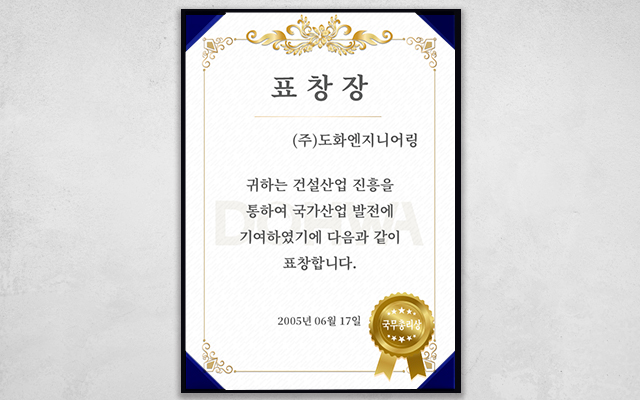 표창장
(주)도화엔지니어링
귀하는 건설산업 진흥을
통하여 국가산업 발전에
기여하였기에 다음과 같이
표창합니다.
DOHWA
2005년 06월 17일
국무총리상